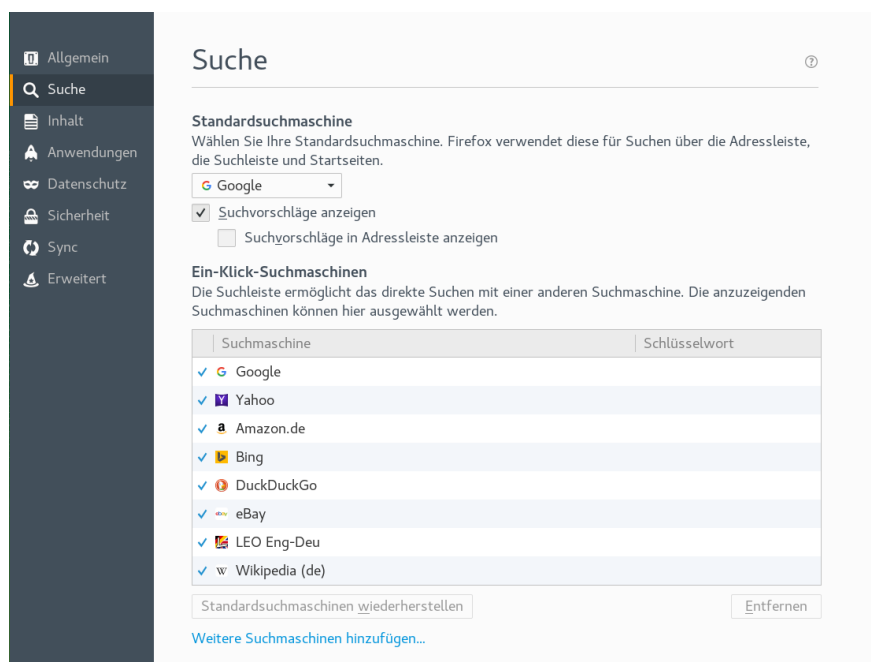 Allgemein
Suche
Inhalt
Anwendungen
Datenschutz
Sicherheit
Sync
Erweitert
Suche
Standardsuchmaschine
Wählen Sie Ihre Standardsuchmaschine. Firefox verwendet diese für Suchen über die Adressleiste,
die Suchleiste und Startseiten.
Google
Suchvorschläge anzeigen
Suchvorschläge in Adressleiste anzeigen
Ein-Klick-Suchmaschinen
Die Suchleiste ermöglicht das direkte Suchen mit einer anderen Suchmaschine. Die anzuzeigenden
Suchmaschinen können hier ausgewählt werden.
Suchmaschine Schlüsselwort
Google
Yahoo
Amazon.de
Bing
DuckDuckGo
eBay
LEO Eng-Deu
Wikipedia (de)
Standardsuchmaschinen wiederherstellen Entfernen
Weitere Suchmaschinen hinzufügen...